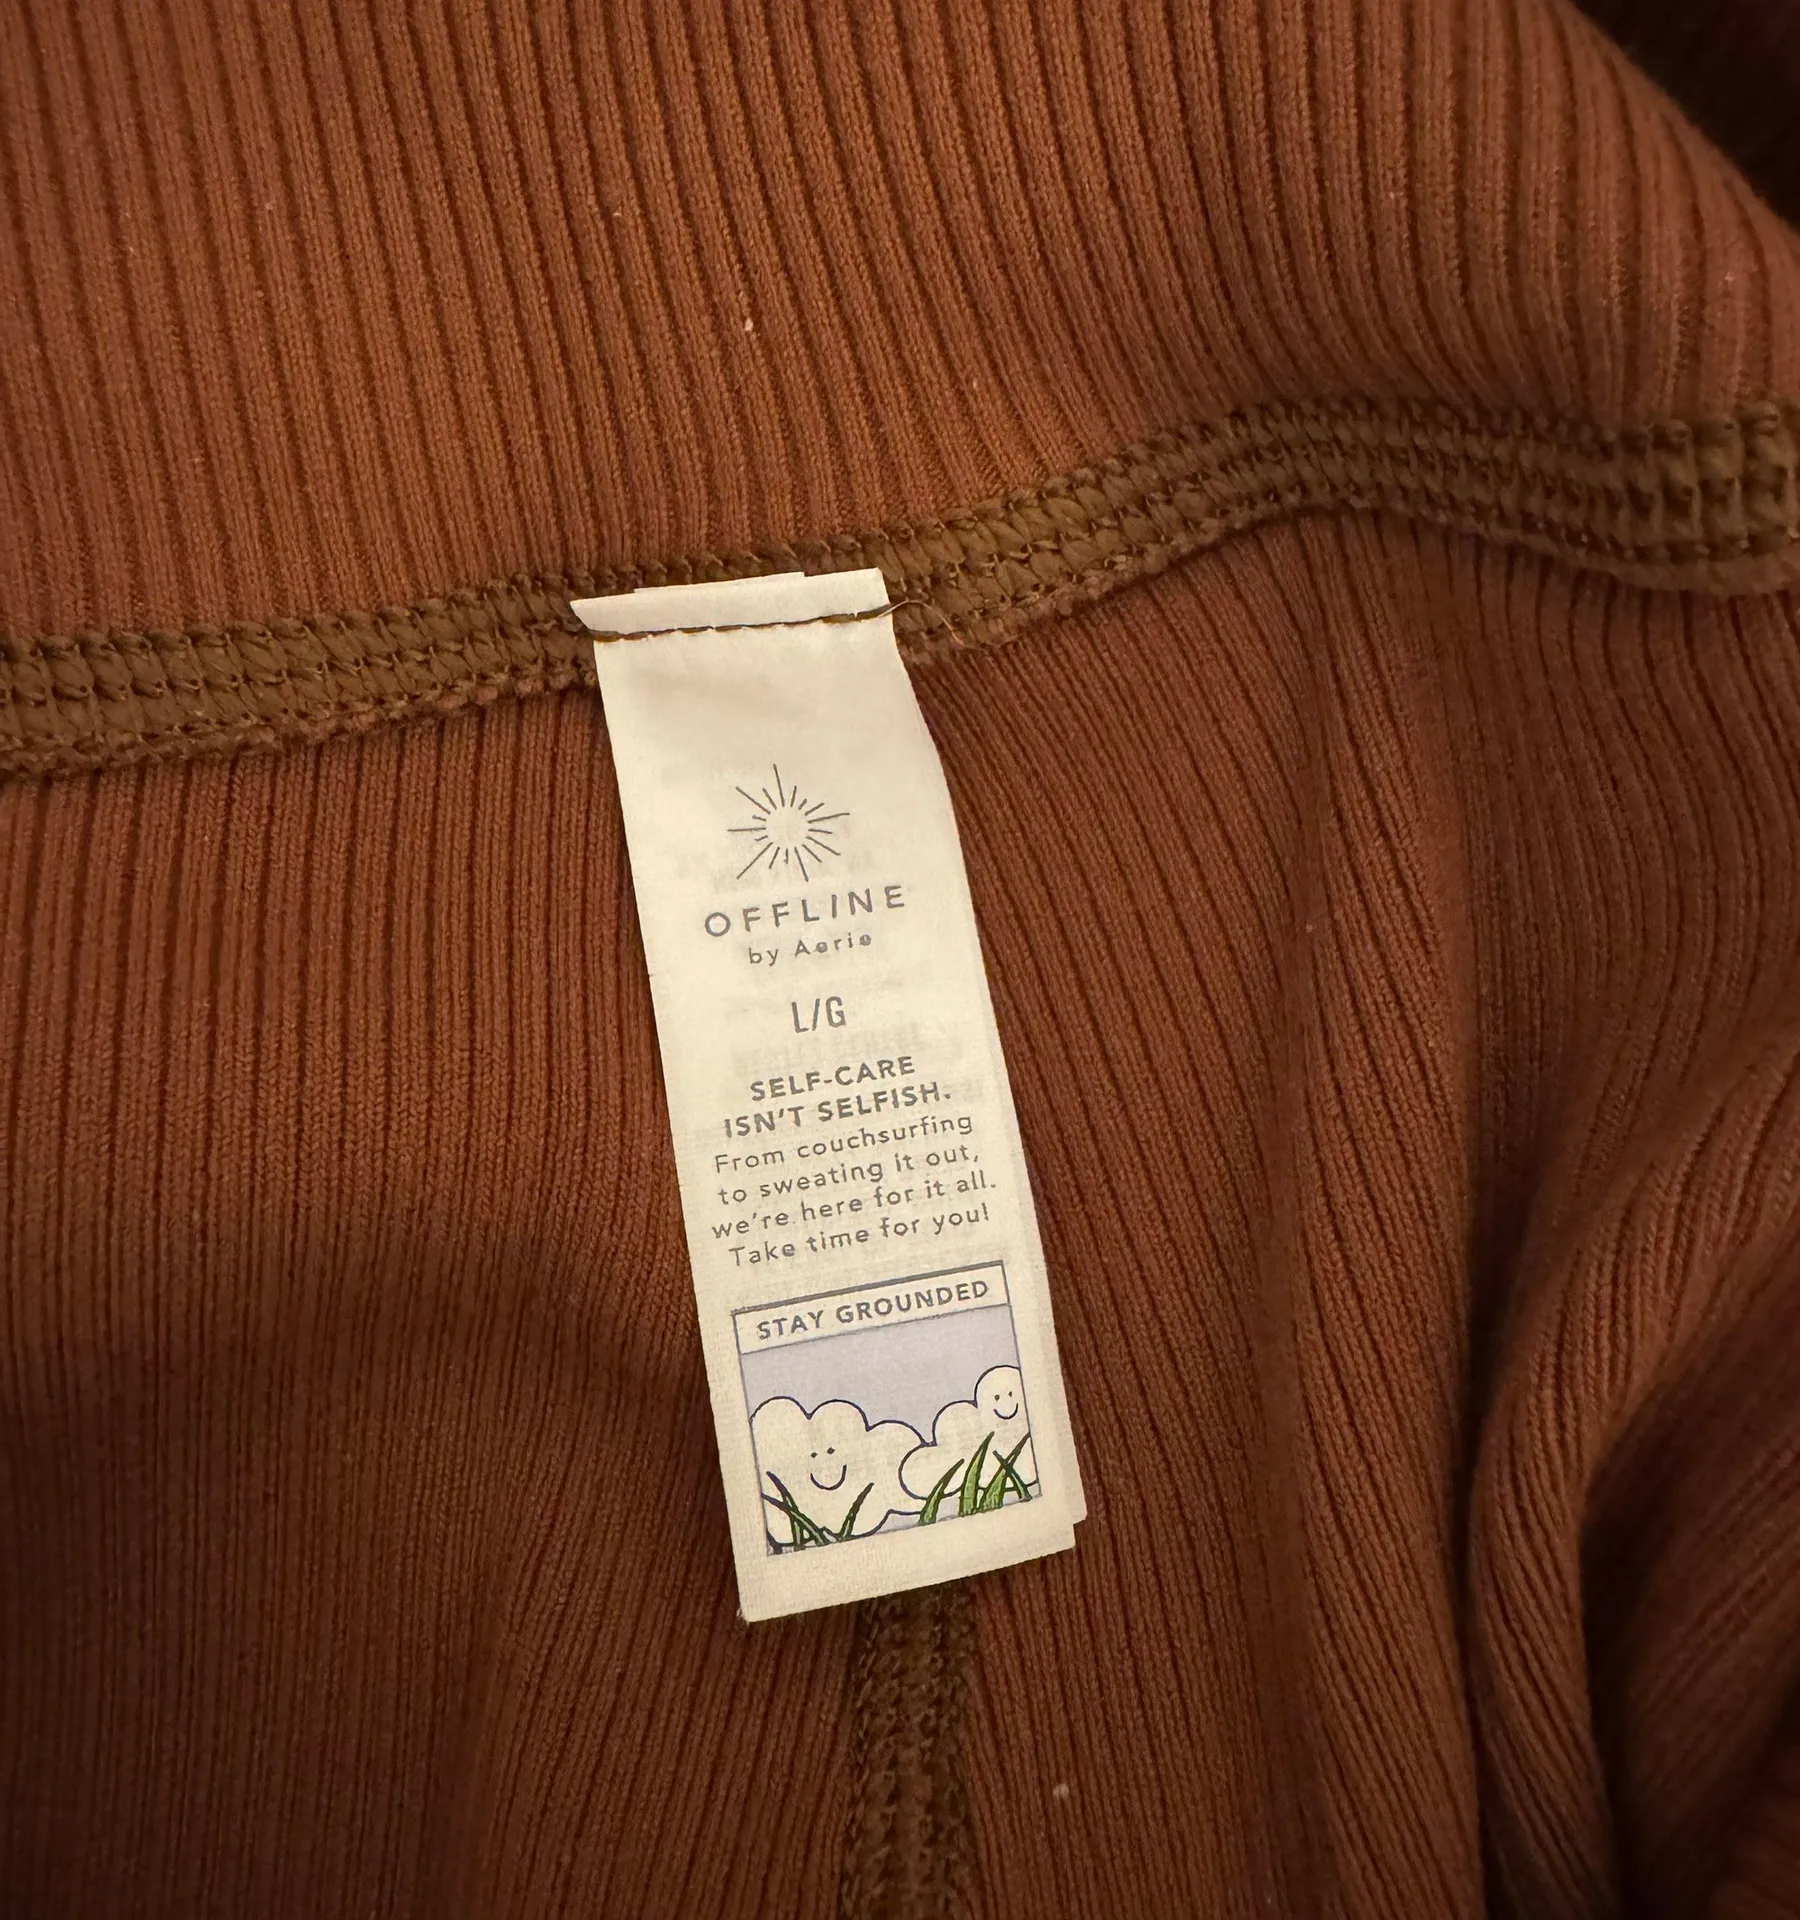 OFFLINE
by Aerie
L/G
SELF-CARE
ISN'T SELFISH.
From couchsurfing
to sweating it out,
we're here for it all.
Take time for you!
STAY GROUNDED